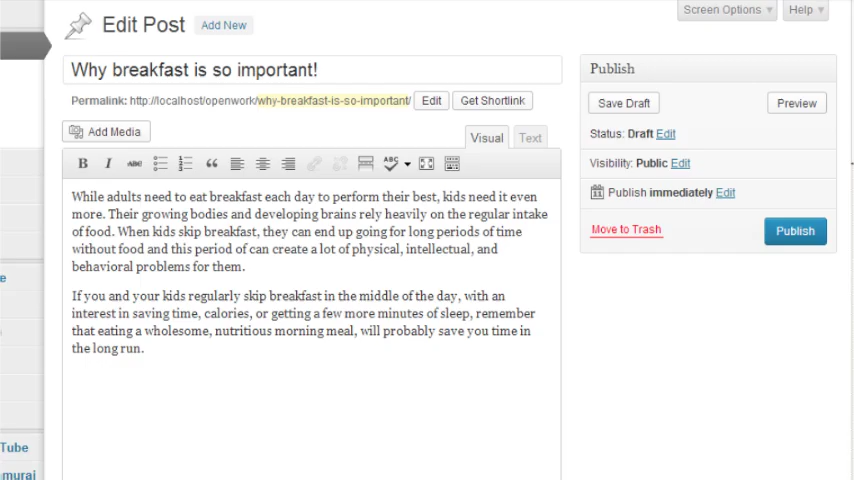 Screen Options Help
Edit Post Add New
Why breakfast is so important!
Permalink: http://localhost/openwork/why-breakfast-is-so-important/ Edit Get Shortlink
Add Media
Visual Text
B I ABC “ ABC
While adults need to eat breakfast each day to perform their best, kids need it even
more. Their growing bodies and developing brains rely heavily on the regular intake
of food. When kids skip breakfast, they can end up going for long periods of time
without food and this period of can create a lot of physical, intellectual, and
behavioral problems for them.
If you and your kids regularly skip breakfast in the middle of the day, with an
interest in saving time, calories, or getting a few more minutes of sleep, remember
that eating a wholesome, nutritious morning meal, will probably save you time in
the long run.
Publish
Save Draft Preview
Status: Draft Edit
Visibility: Public Edit
Publish immediately Edit
Move to Trash Publish
e
Tube
murai